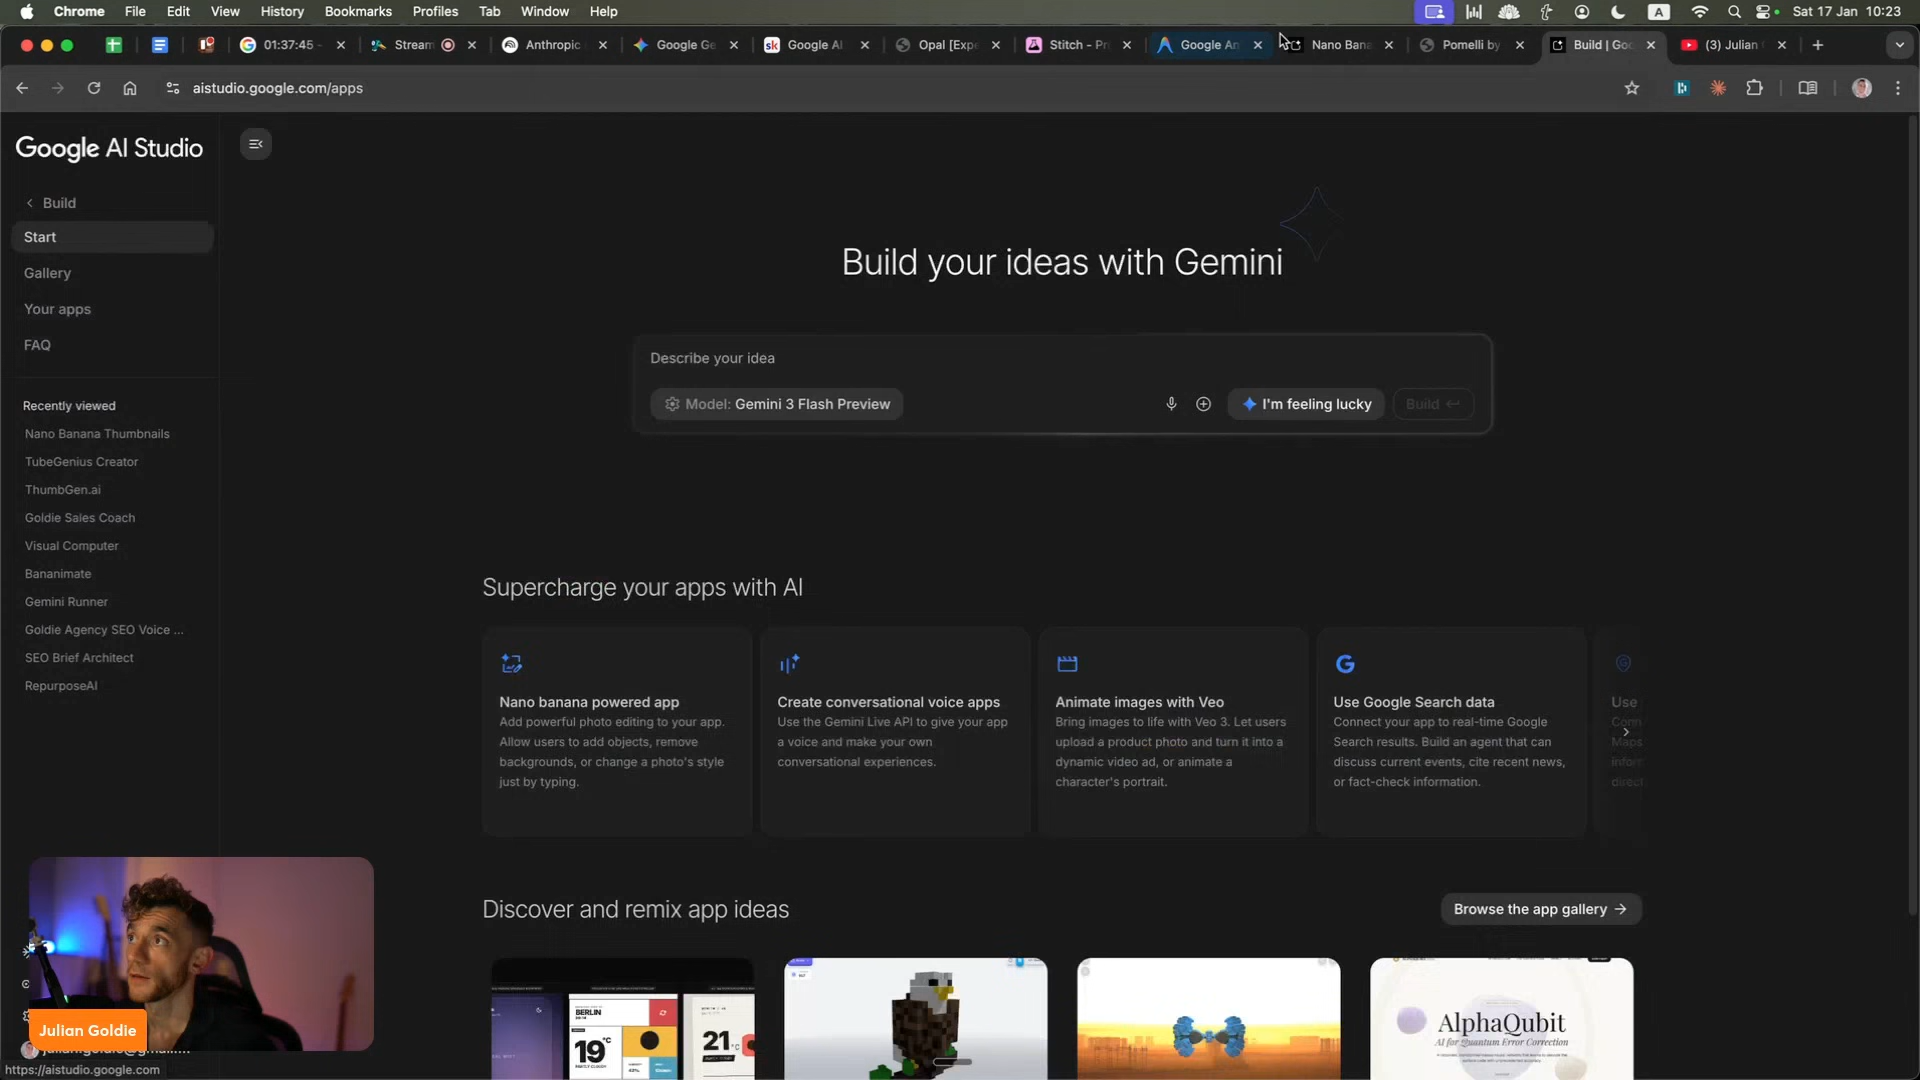 Chrome File Edit View History Bookmarks Profiles Tab Window Help
A
Sat 17 Jan 10:23
01:37:45
Stream
Anthropic
Google Ge
sk
Google AI
Opal [Exp
Stitch - Pr
Google An
Nano Bana
Pomelli by
Build | Goo
(3) Julian
aistudio.google.com/apps
Google AI Studio
Build
Start
Gallery
Your apps
FAQ
Recently viewed
Nano Banana Thumbnails
TubeGenius Creator
ThumbGen.ai
Goldie Sales Coach
Visual Computer
Bananimate
Gemini Runner
Goldie Agency SEO Voice ...
SEO Brief Architect
RepurposeAI
Build your ideas with Gemini
Describe your idea
Model: Gemini 3 Flash Preview
I'm feeling lucky
Build
Supercharge your apps with AI
Nano banana powered app
Add powerful photo editing to your app.
Allow users to add objects, remove
backgrounds, or change a photo's style
just by typing.
Create conversational voice apps
Use the Gemini Live API to give your app
a voice and make your own
conversational experiences.
Animate images with Veo
Bring images to life with Veo 3. Let users
upload a product photo and turn it into a
dynamic video ad, or animate a
character's portrait.
Use Google Search data
Connect your app to real-time Google
Search results. Build an agent that can
discuss current events, cite recent news,
or fact-check information.
Use
Conn
Maps
infor
direct
Discover and remix app ideas
Browse the app gallery
BERLIN
19°C
21°C
AlphaQubit
AI for Quantum Error Correction
Julian Goldie
https://aistudio.google.com